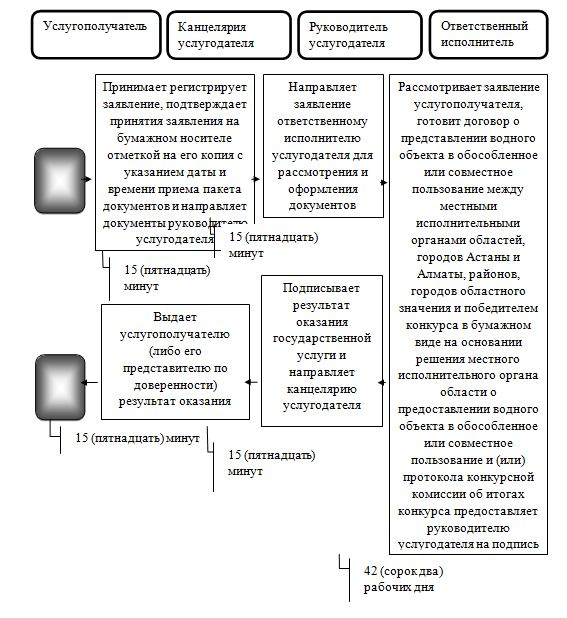 Услугополучатель
Канцелярия
услугодателя
Руководитель
услугодателя
Ответственный
исполнитель
Принимает регистрирует
заявление, подтверждает
принятия заявления на
бумажном носителе
отметкой на его копия с
указанием даты и
времени приема пакета
документов и направляет
документы руководителю
услугодателя
15 (пятнадцать)
минут
Направляет
заявление
ответственному
исполнителю
услугодателя для
рассмотрения и
оформления
документов
15 (пятнадцать)
минут
Рассмотривает заявление
услугополучателя,
готовит договор о
представлении водного
объекта в обособленное
или совместное
пользование между
местными
исполнительными
органами областей,
городов Астаны и
Алматы, районов,
городов областного
значения и победителем
конкурса в бумажном
виде на основании
решения местного
исполнительного органа
области о
предоставлении водного
объекта в обособленное
или совместное
пользование и (или)
протокола конкурсной
комиссии об итогах
конкурса предоставляет
руководителю
услугодателя на подпись
42 (сорок два)
рабочих дня
Подписывает
результат
оказания
государственной
услуги и
направляет
канцелярию
услугодателя
15 (пятнадцать)
минут
Выдает
услугополучателю
(либо его
представителю по
доверенности)
результат оказания
15 (пятнадцать) минут